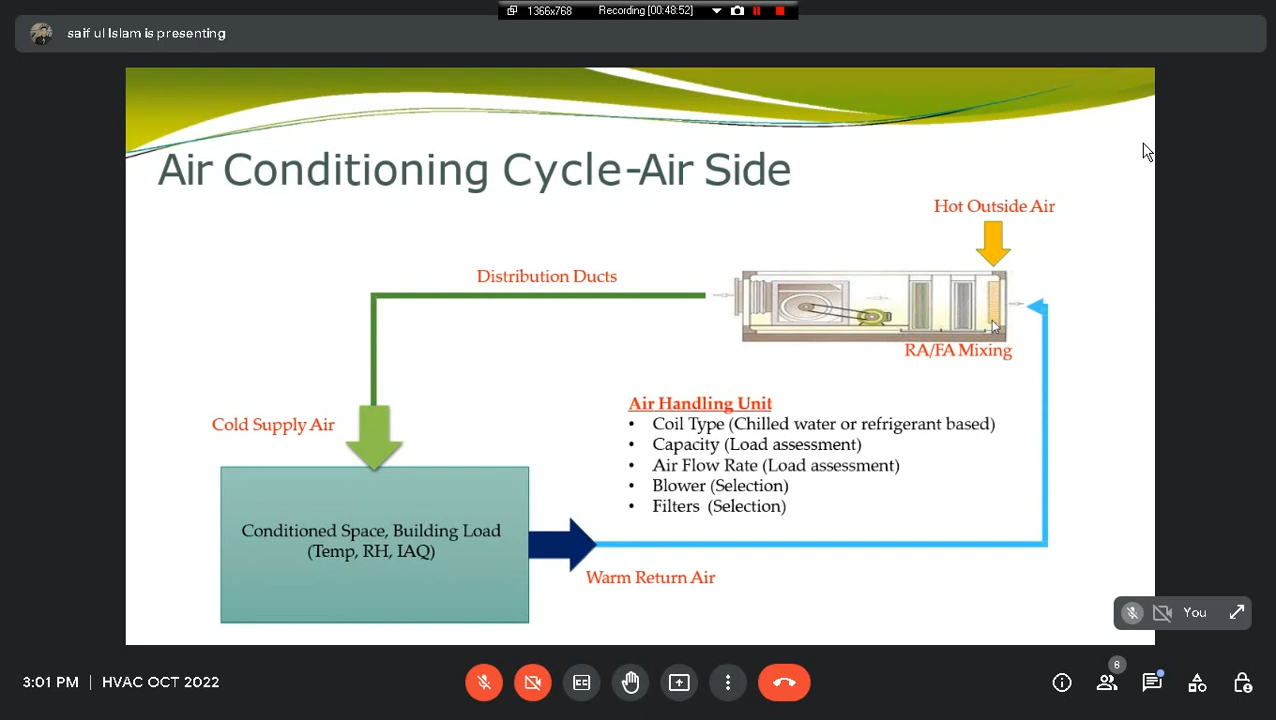 1366x768 Recording [00:48:52]
saif ul Islam is presenting
Air Conditioning Cycle-Air Side
Hot Outside Air
Distribution Ducts
RA/FA Mixing
Air Handling Unit
• Coil Type (Chilled water or refrigerant based)
• Capacity (Load assessment)
• Air Flow Rate (Load assessment)
• Blower (Selection)
• Filters (Selection)
Cold Supply Air
Conditioned Space, Building Load
(Temp, RH, IAQ)
Warm Return Air
You
3:01 PM | HVAC OCT 2022
CC
6